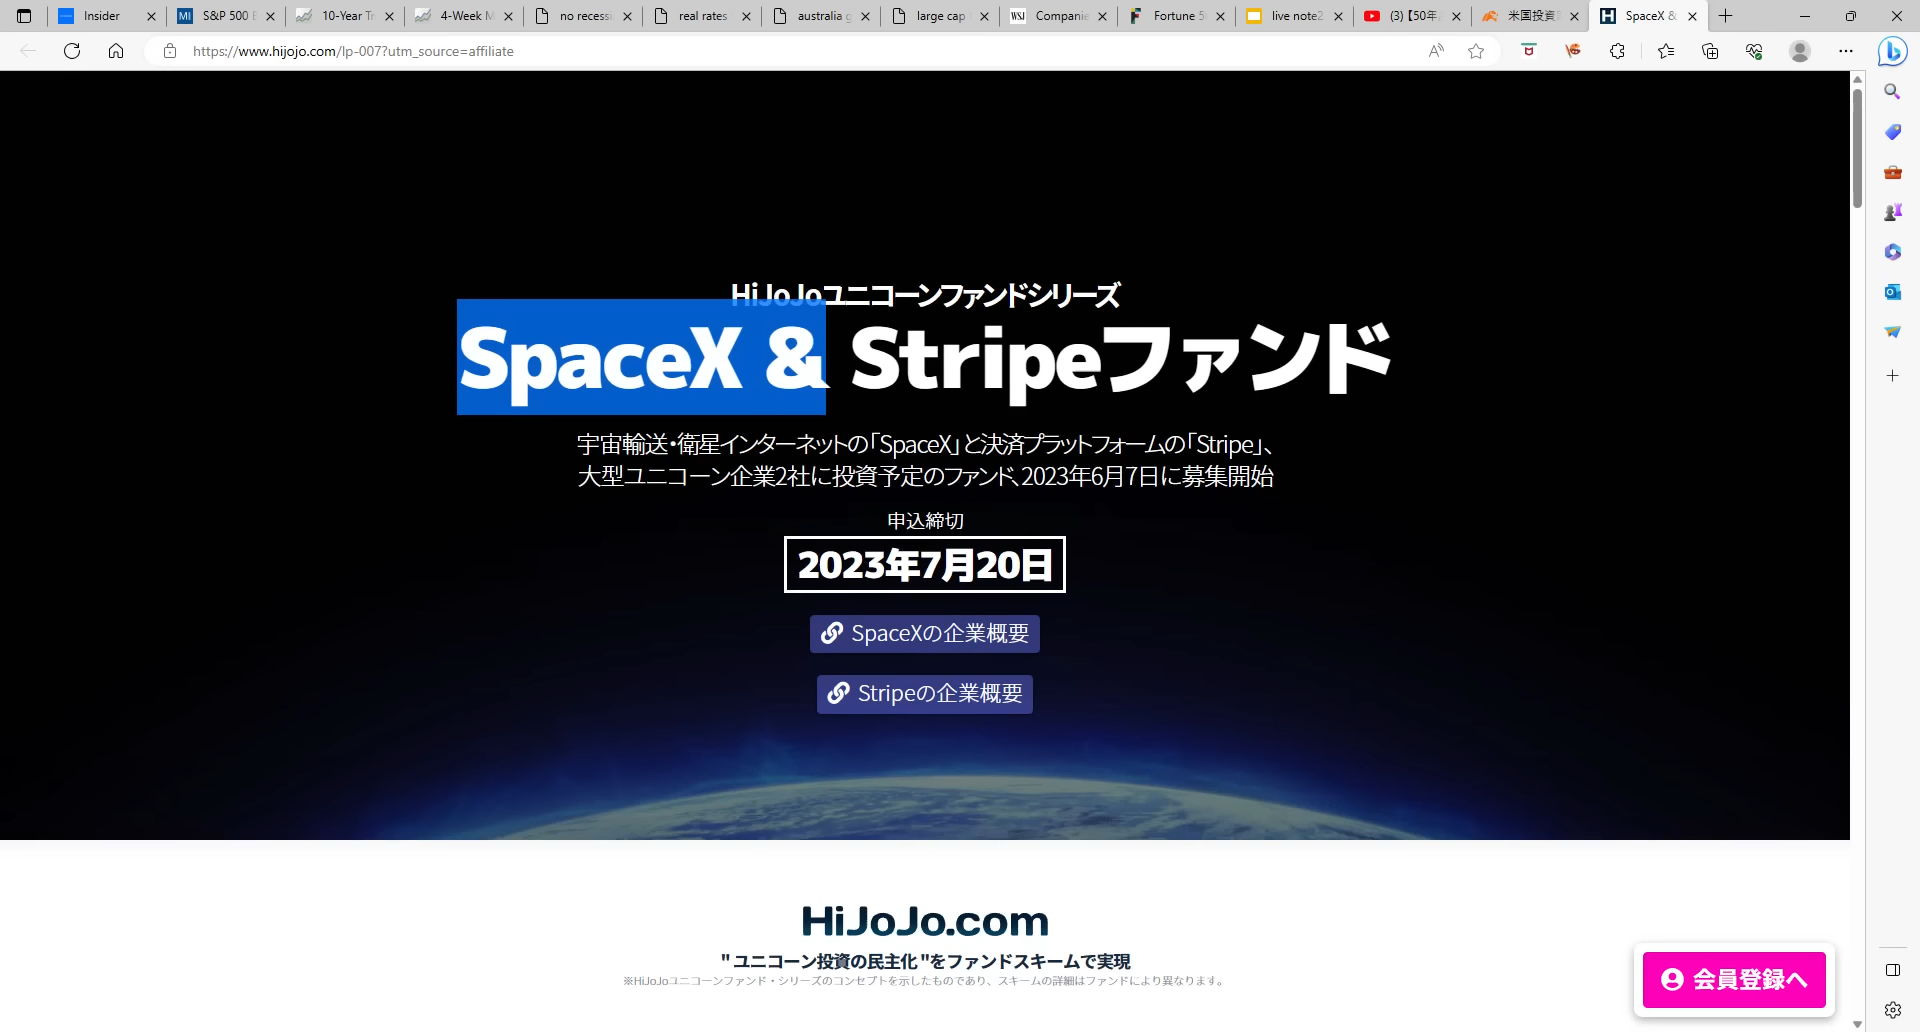 Insider
S&P 500 E
10-Year Tr
4-Week M
no recessi
real rates
australia g
large cap
WSJ
Companie
Fortune 5
live note2
(3)【50年
米国投資
SpaceX &
https://www.hijojo.com/lp-007?utm_source=affiliate
HiJoJoユニコーンファンドシリーズ
SpaceX & Stripeファンド
宇宙輸送・衛星インターネットの「SpaceX」と決済プラットフォームの「Stripe」、
大型ユニコーン企業2社に投資予定のファンド、2023年6月7日に募集開始
申込締切
2023年7月20日
SpaceXの企業概要
Stripeの企業概要
HiJoJo.com
"ユニコーン投資の民主化"をファンドスキームで実現
※HiJoJoユニコーンファンド・シリーズのコンセプトを示したものであり、スキームの詳細はファンドにより異なります。
会員登録へ